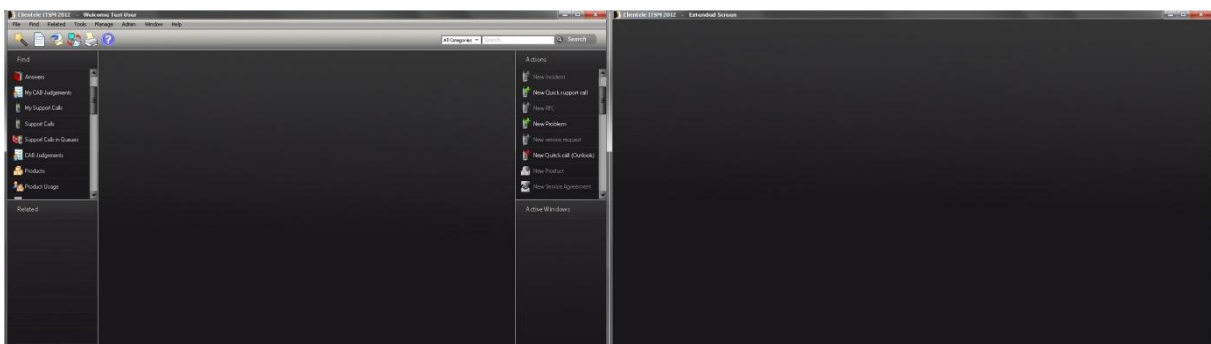 Clientele ITSM 2012 - Welcome Test User
File Find Related Tools Manage Admin Window Help
All Categories Search... Search
Find
Answers
My CAB Judgements
My Support Calls
Support Calls
Support Calls in Queues
CAB Judgements
Products
Product Usage
Related
Actions
New Incident
New Quick support call
New RFC
New Problem
New service request
New Quick call (Outlook)
New Product
New Service Agreement
Active Windows
Clientele ITSM 2012 - Extended Screen